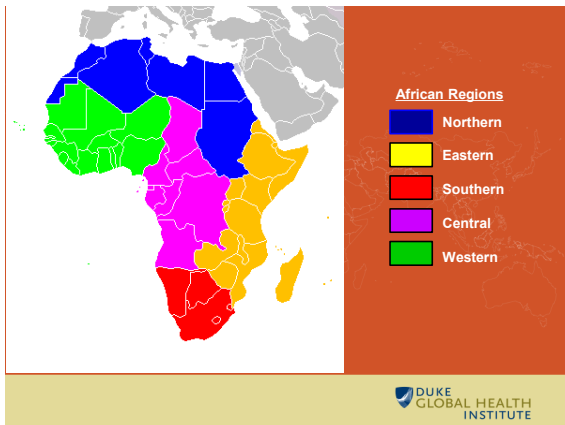 African Regions
Northern
Eastern
Southern
Central
Western
DUKE
GLOBAL HEALTH
INSTITUTE